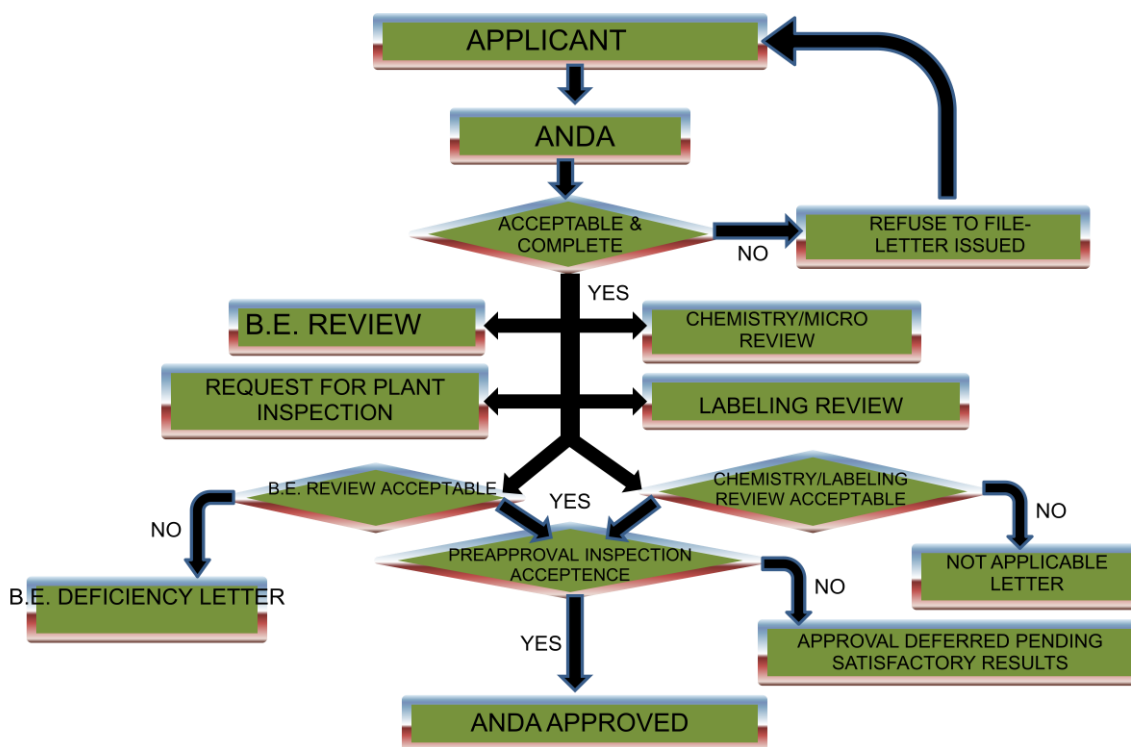 APPLICANT
ANDA
ACCEPTABLE &
COMPLETE
NO
REFUSE TO FILE-
LETTER ISSUED
YES
B.E. REVIEW
CHEMISTRY/MICRO
REVIEW
REQUEST FOR PLANT
INSPECTION
LABELING REVIEW
B.E. REVIEW ACCEPTABLE
YES
CHEMISTRY/LABELING
REVIEW ACCEPTABLE
NO
NO
PREAPPROVAL INSPECTION
ACCEPTENCE
NOT APPLICABLE
LETTER
B.E. DEFICIENCY LETTER
NO
YES
APPROVAL DEFERRED PENDING
SATISFACTORY RESULTS
ANDA APPROVED